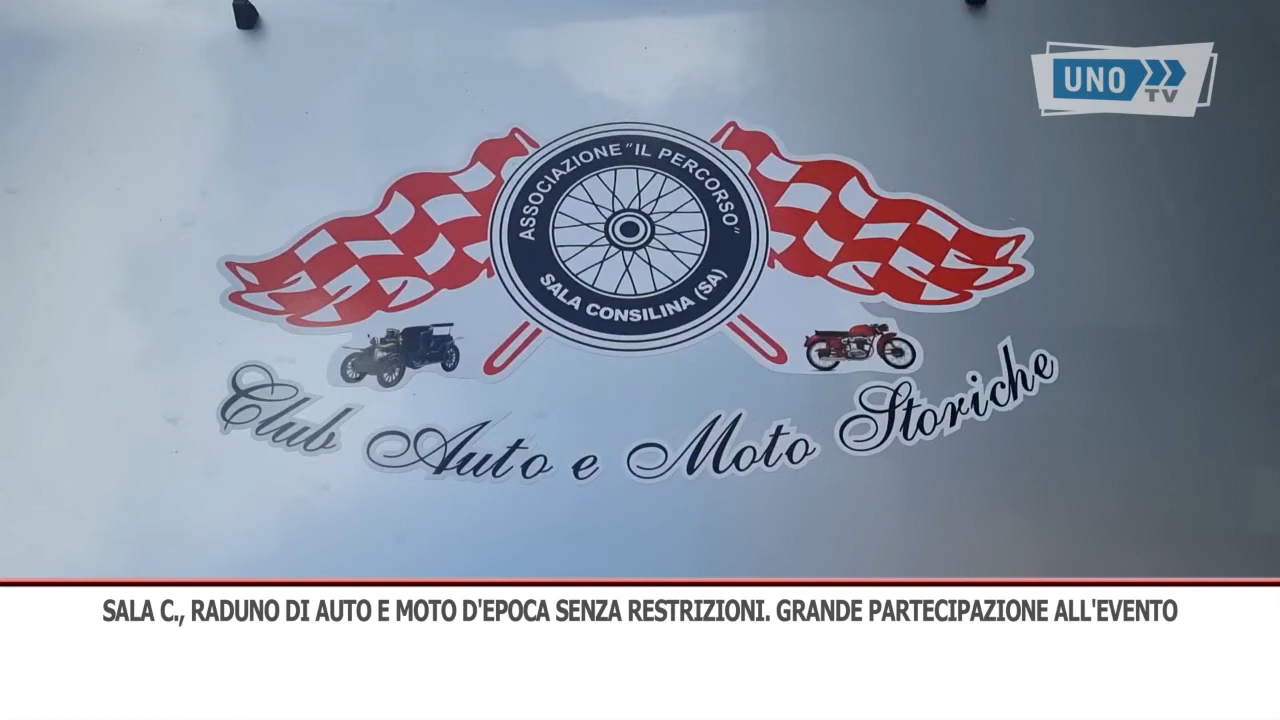 UNO
TV
ASSOCIAZIONE "IL PERCORSO"
SALA CONSILINA (SA)
Club Auto e Moto Storiche
SALA C., RADUNO DI AUTO E MOTO D'EPOCA SENZA RESTRIZIONI. GRANDE PARTECIPAZIONE ALL'EVENTO